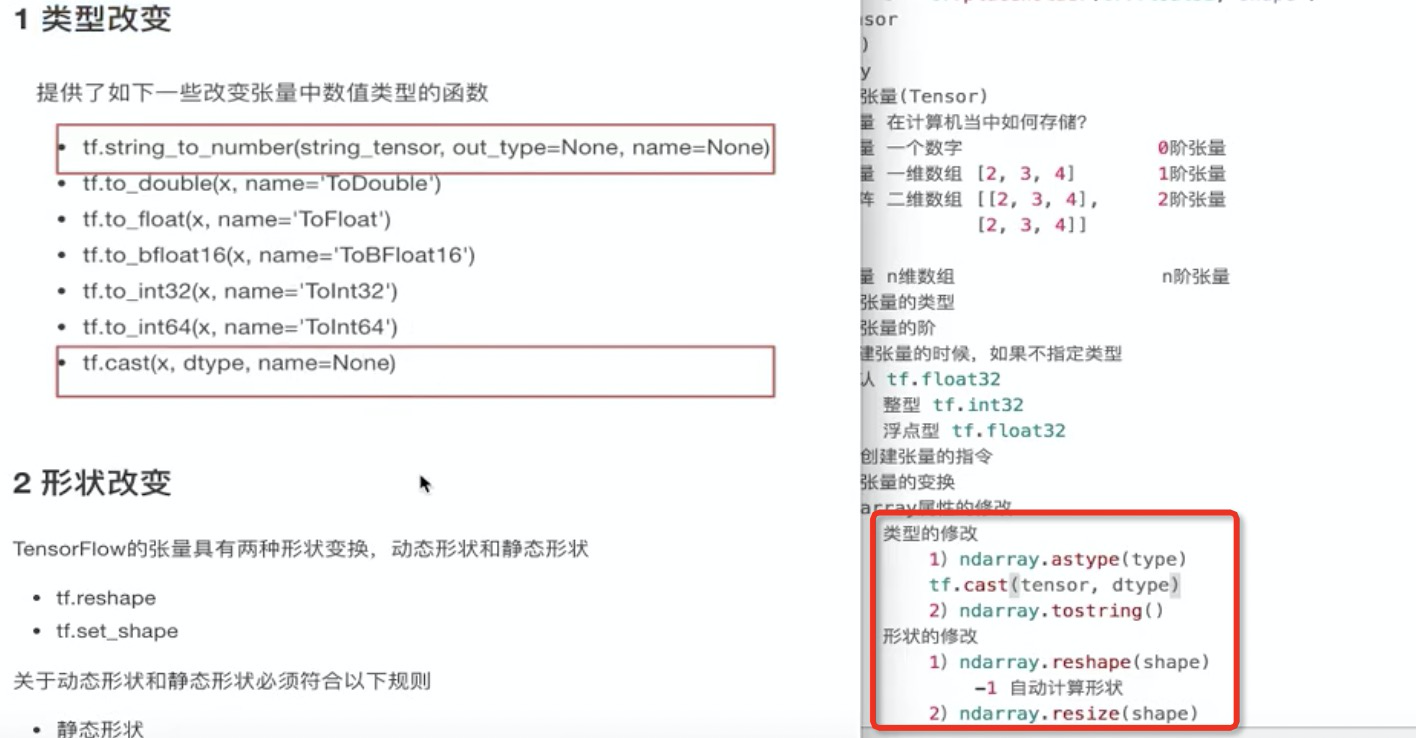 1 类型改变
提供了如下一些改变张量中数值类型的函数
• tf.string_to_number(string_tensor, out_type=None, name=None)
• tf.to_double(x, name='ToDouble')
• tf.to_float(x, name='ToFloat')
• tf.to_bfloat16(x, name='ToBFloat16')
• tf.to_int32(x, name='ToInt32')
• tf.to_int64(x, name='ToInt64')
• tf.cast(x, dtype, name=None)
2 形状改变
TensorFlow的张量具有两种形状变换，动态形状和静态形状
• tf.reshape
• tf.set_shape
关于动态形状和静态形状必须符合以下规则
• 静态形状
sor
)
y
张量(Tensor)
量 在计算机当中如何存储?
量 一个数字 0阶张量
量 一维数组 [2, 3, 4] 1阶张量
阵 二维数组 [[2, 3, 4], 2阶张量
[2, 3, 4]]
量 n维数组 n阶张量
张量的类型
张量的阶
建张量的时候，如果不指定类型
认 tf.float32
整型 tf.int32
浮点型 tf.float32
创建张量的指令
张量的变换
array属性的修改
类型的修改
1) ndarray.astype(type)
tf.cast(tensor, dtype)
2) ndarray.tostring()
形状的修改
1) ndarray.reshape(shape)
-1 自动计算形状
2) ndarray.resize(shape)